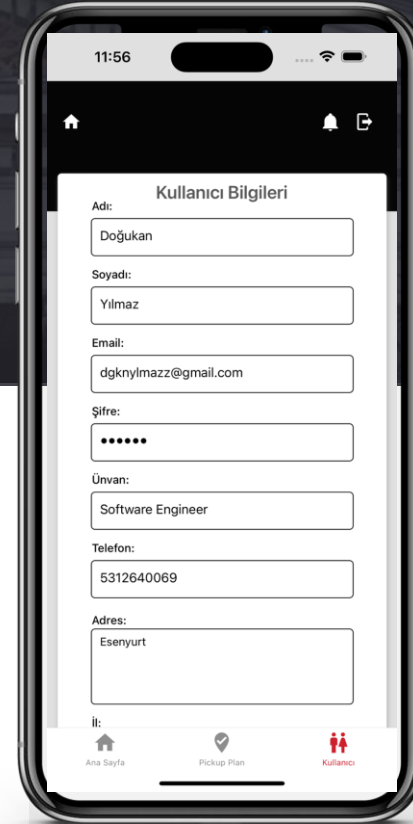 11:56
Kullanıcı Bilgileri
Adı:
Doğukan
Soyadı:
Yılmaz
Email:
dgknylmazz@gmail.com
Şifre:
••••••
Ünvan:
Software Engineer
Telefon:
5312640069
Adres:
Esenyurt
İl:
Ana Sayfa
Pickup Plan
Kullanıcı